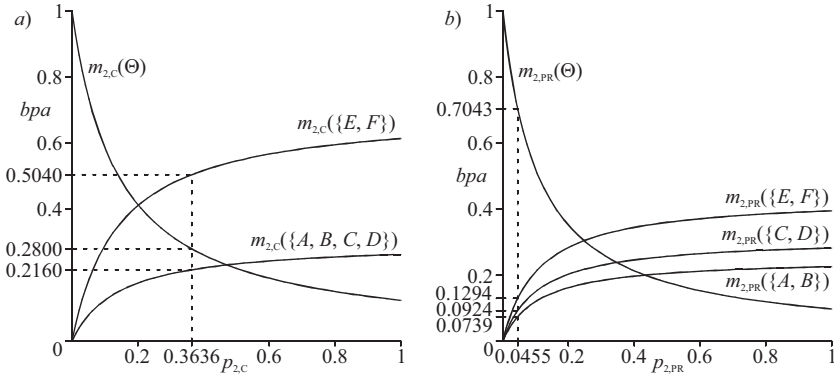 a)
1
0.8
bpa
0.6
0.5040
0.4
0.2800
0.2160
0
0.2
0.3636
0.6
0.8
1
p2,C
m2,C(Θ)
m2,C({E, F})
m2,C({A, B, C, D})
b)
1
0.8
0.7043
0.6
bpa
0.4
0.2
0.1294
0.0924
0.0739
0
0.0455
0.2
0.4
0.6
0.8
1
p2,PR
m2,PR(Θ)
m2,PR({E, F})
m2,PR({C, D})
m2,PR({A, B})